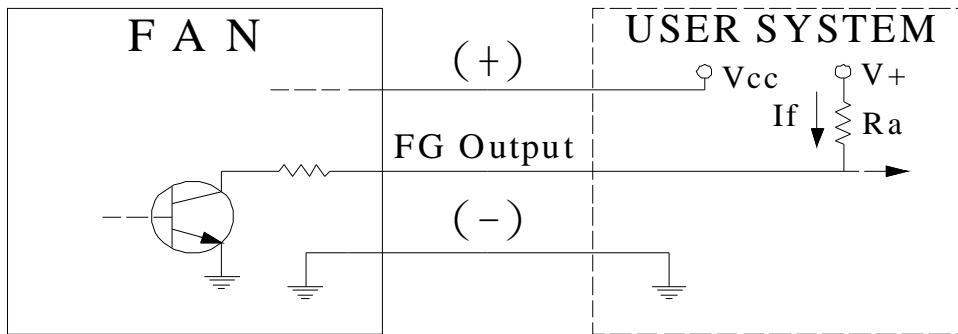 F A N
USER SYSTEM
(+)
Vcc
V+
If
Ra
FG Output
(-)